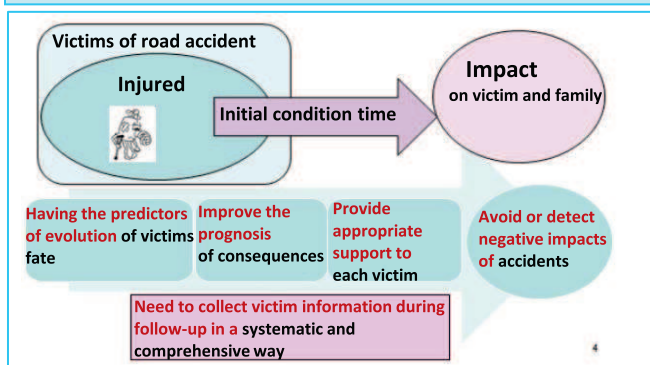 Victims of road accident
Injured
Initial condition time
Impact
on victim and family
Having the predictors
of evolution of victims
fate
Improve the
prognosis
of consequences
Provide
appropriate
support to
each victim
Avoid or detect
negative impacts
of accidents
Need to collect victim information during
follow-up in a systematic and
comprehensive way
4